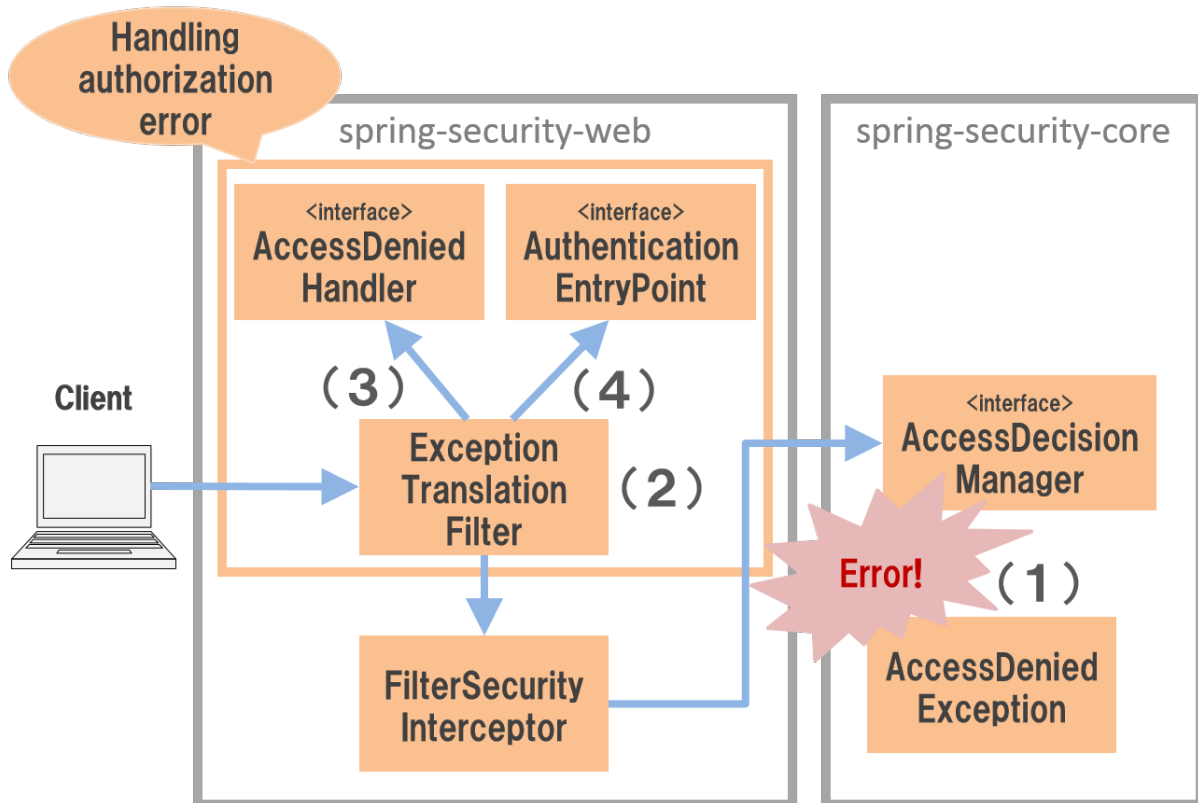 Handling
authorization
error
spring-security-web
spring-security-core
<interface>
AccessDenied
Handler
<interface>
Authentication
EntryPoint
（3）
（4）
Client
Exception
Translation
Filter
（2）
<interface>
AccessDecision
Manager
Error!
（1）
FilterSecurity
Interceptor
AccessDenied
Exception